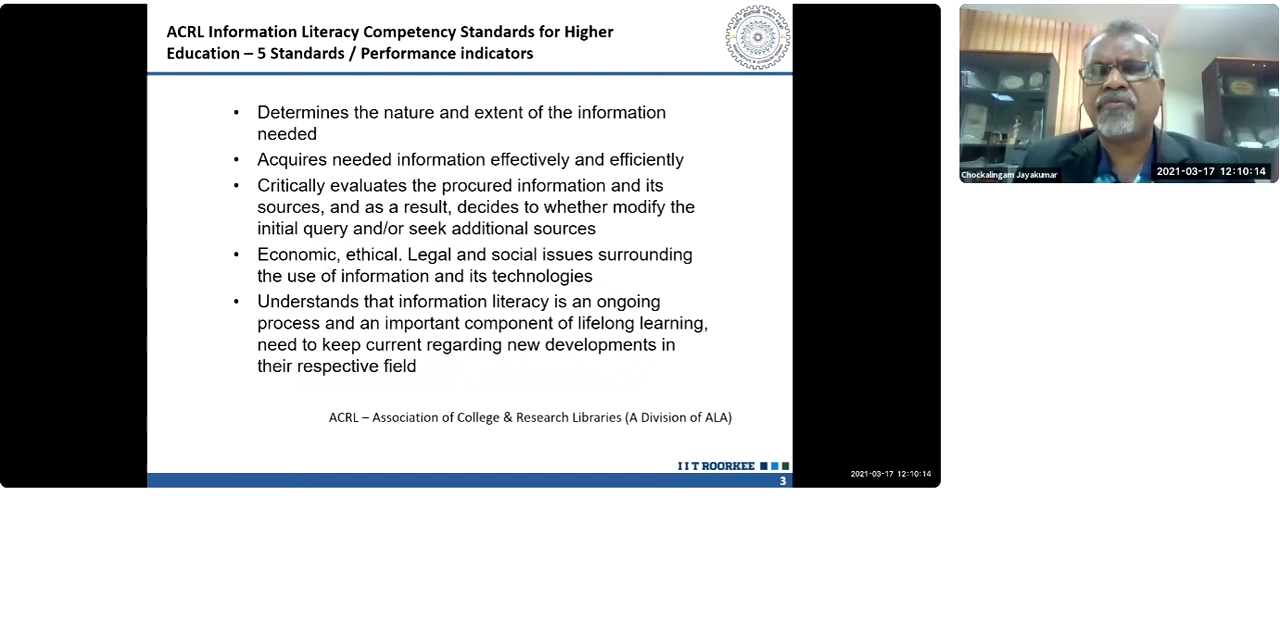 ACRL Information Literacy Competency Standards for Higher
Education – 5 Standards / Performance indicators
• Determines the nature and extent of the information
needed
• Acquires needed information effectively and efficiently
• Critically evaluates the procured information and its
sources, and as a result, decides to whether modify the
initial query and/or seek additional sources
• Economic, ethical. Legal and social issues surrounding
the use of information and its technologies
• Understands that information literacy is an ongoing
process and an important component of lifelong learning,
need to keep current regarding new developments in
their respective field
ACRL – Association of College & Research Libraries (A Division of ALA)
I I T ROORKEE
3
2021-03-17 12:10:14
Chockalingam Jayakumar
2021-03-17 12:10:14